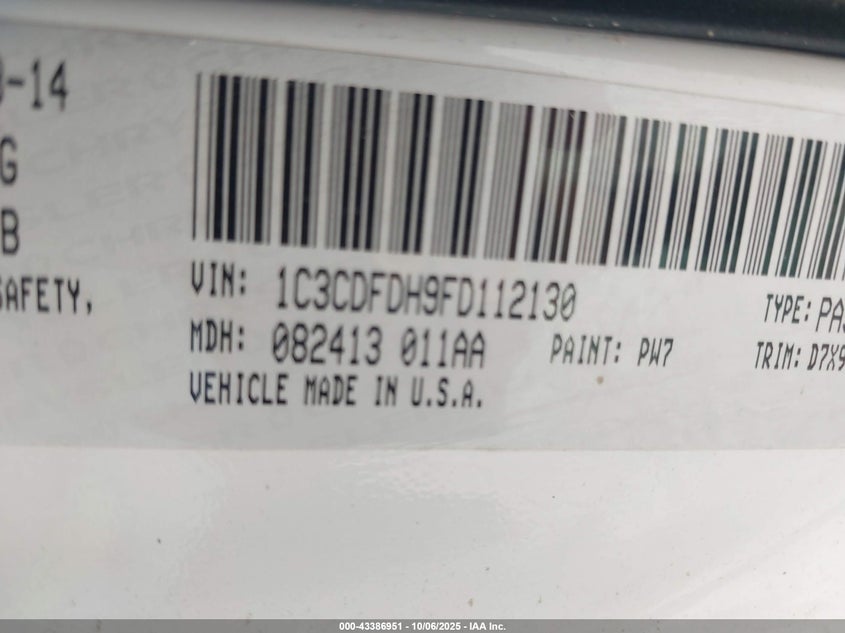 -14
G
B
SAFETY,
VIN: 1C3CDFDH9FD112130
TYPE: PAS
MDH: 082413 011AA
PAINT: PW7
TRIM: D7X9
VEHICLE MADE IN U.S.A.
000-43386951 - 10/06/2025 - IAA Inc.